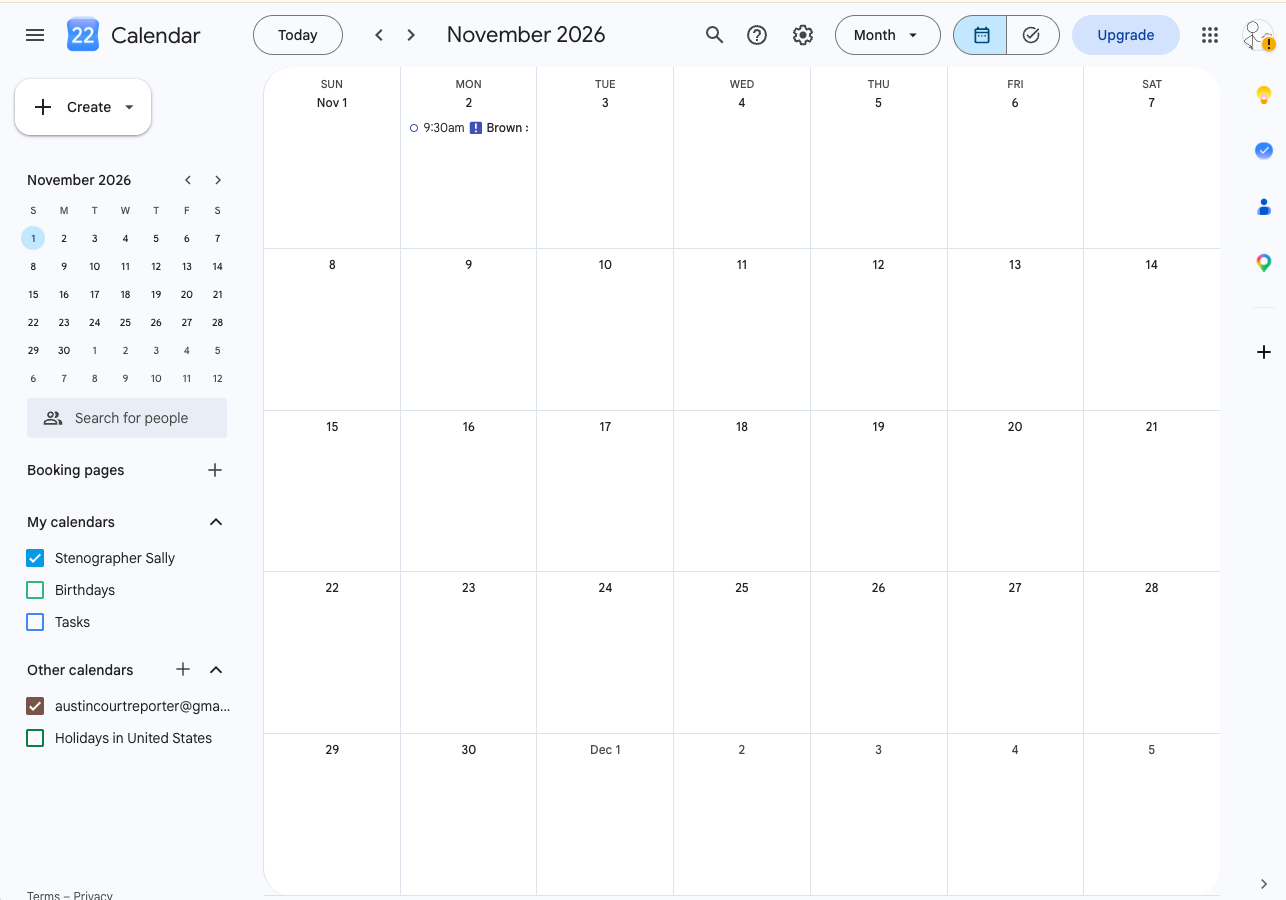 22 Calendar Today November 2026 Month Upgrade
Create
November 2026
S M T W T F S
1 2 3 4 5 6 7
8 9 10 11 12 13 14
15 16 17 18 19 20 21
22 23 24 25 26 27 28
29 30 1 2 3 4 5
6 7 8 9 10 11 12
Search for people
Booking pages
My calendars
Stenographer Sally
Birthdays
Tasks
Other calendars
austincourtreporter@gma...
Holidays in United States
Terms – Privacy
SUN MON TUE WED THU FRI SAT
Nov 1 2 3 4 5 6 7
9:30am ! Brown :
8 9 10 11 12 13 14
15 16 17 18 19 20 21
22 23 24 25 26 27 28
29 30 Dec 1 2 3 4 5